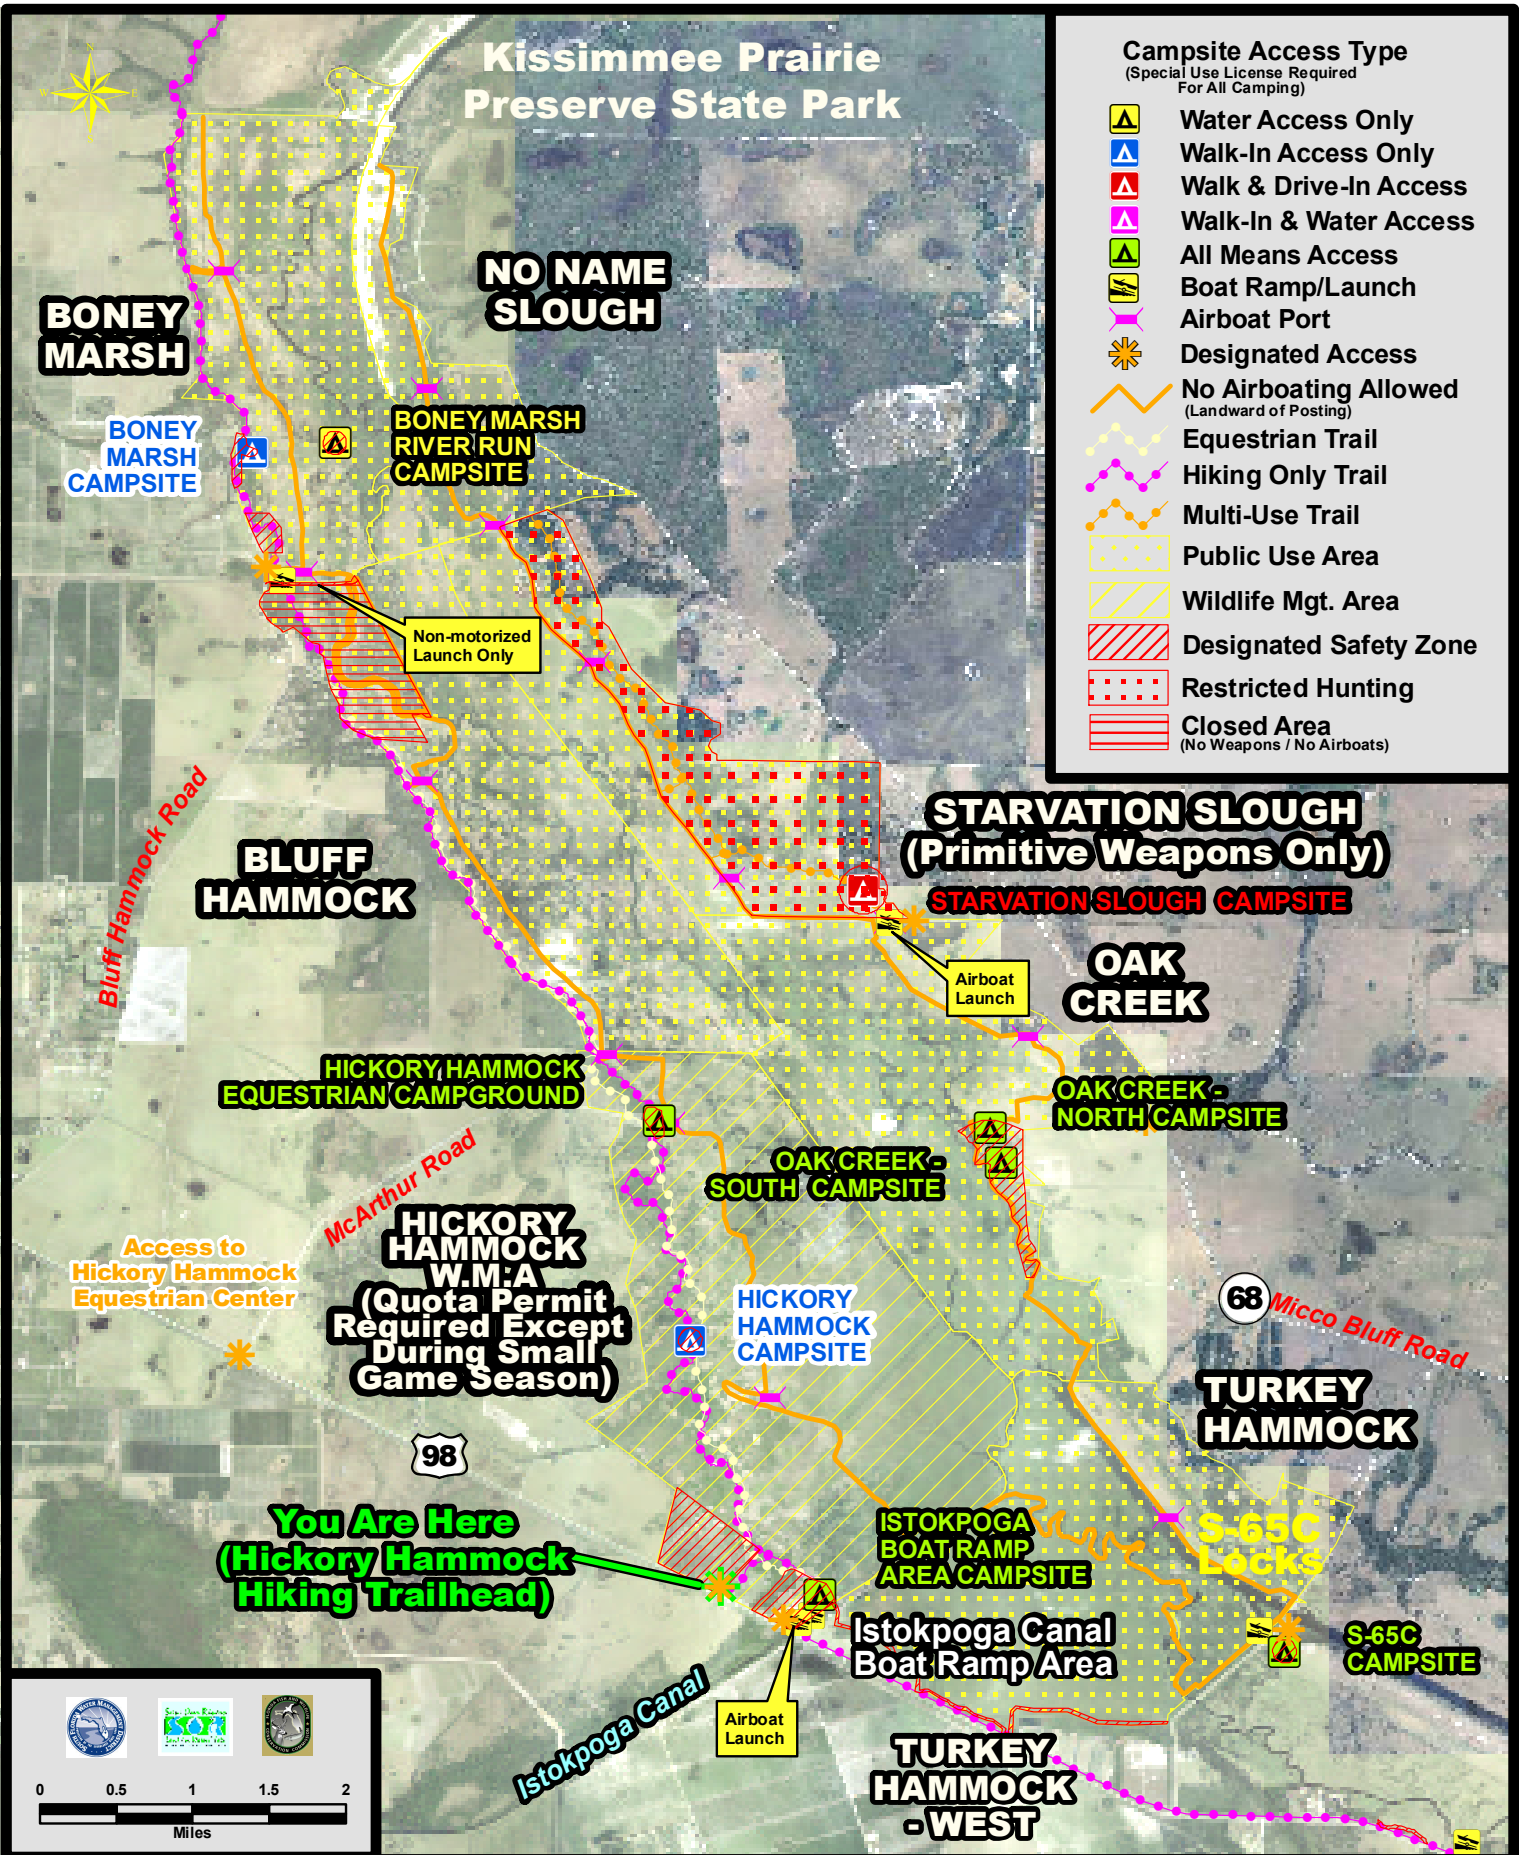 Kissimmee Prairie
Preserve State Park
N
W
E
S
Campsite Access Type
(Special Use License Required
For All Camping)
Water Access Only
Walk-In Access Only
Walk & Drive-In Access
Walk-In & Water Access
All Means Access
Boat Ramp/Launch
Airboat Port
Designated Access
No Airboating Allowed
(Landward of Posting)
Equestrian Trail
Hiking Only Trail
Multi-Use Trail
Public Use Area
Wildlife Mgt. Area
Designated Safety Zone
Restricted Hunting
Closed Area
(No Weapons / No Airboats)
NO NAME
SLOUGH
BONEY
MARSH
BONEY
MARSH
CAMPSITE
BONEY MARSH
RIVER RUN
CAMPSITE
Non-motorized
Launch Only
Bluff Hammock Road
BLUFF
HAMMOCK
STARVATION SLOUGH
(Primitive Weapons Only)
STARVATION SLOUGH CAMPSITE
Airboat
Launch
OAK
CREEK
HICKORY HAMMOCK
EQUESTRIAN CAMPGROUND
OAK CREEK -
NORTH CAMPSITE
OAK CREEK -
SOUTH CAMPSITE
McArthur Road
HICKORY
HAMMOCK
W.M.A
(Quota Permit
Required Except
During Small
Game Season)
Access to
Hickory Hammock
Equestrian Center
HICKORY
HAMMOCK
CAMPSITE
68
Micco Bluff Road
TURKEY
HAMMOCK
98
You Are Here
(Hickory Hammock
Hiking Trailhead)
ISTOKPOGA
BOAT RAMP
AREA CAMPSITE
S-65C
Locks
Istokpoga Canal
Boat Ramp Area
S-65C
CAMPSITE
Istokpoga Canal
Airboat
Launch
TURKEY
HAMMOCK
- WEST
0 0.5 1 1.5 2
Miles